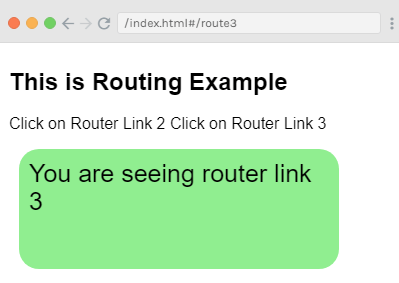 /index.html#/route3
This is Routing Example
Click on Router Link 2 Click on Router Link 3
You are seeing router link
3